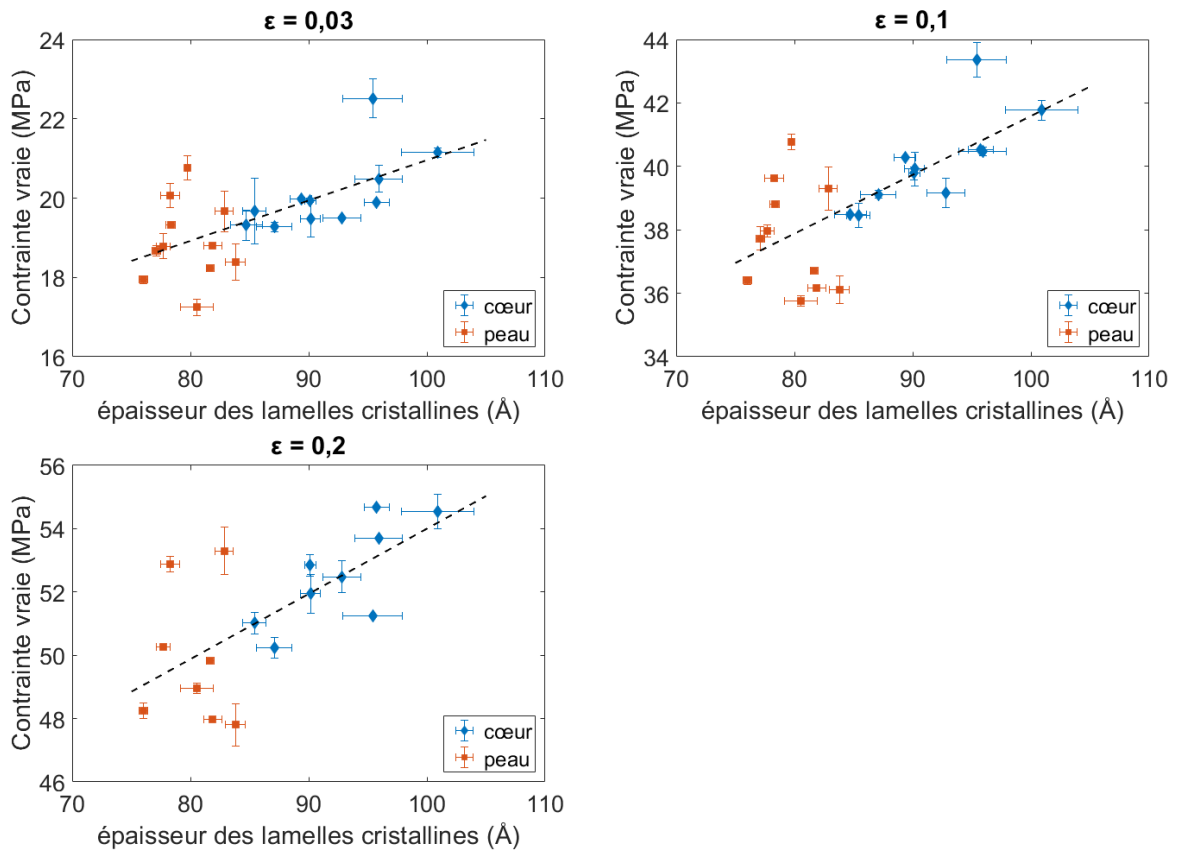 ε = 0,03
24
22
20
18
16
Contrainte vraie (MPa)
cœur
peau
70 80 90 100 110
épaisseur des lamelles cristallines (Å)
ε = 0,1
44
42
40
38
36
34
Contrainte vraie (MPa)
cœur
peau
70 80 90 100 110
épaisseur des lamelles cristallines (Å)
ε = 0,2
56
54
52
50
48
46
Contrainte vraie (MPa)
cœur
peau
70 80 90 100 110
épaisseur des lamelles cristallines (Å)